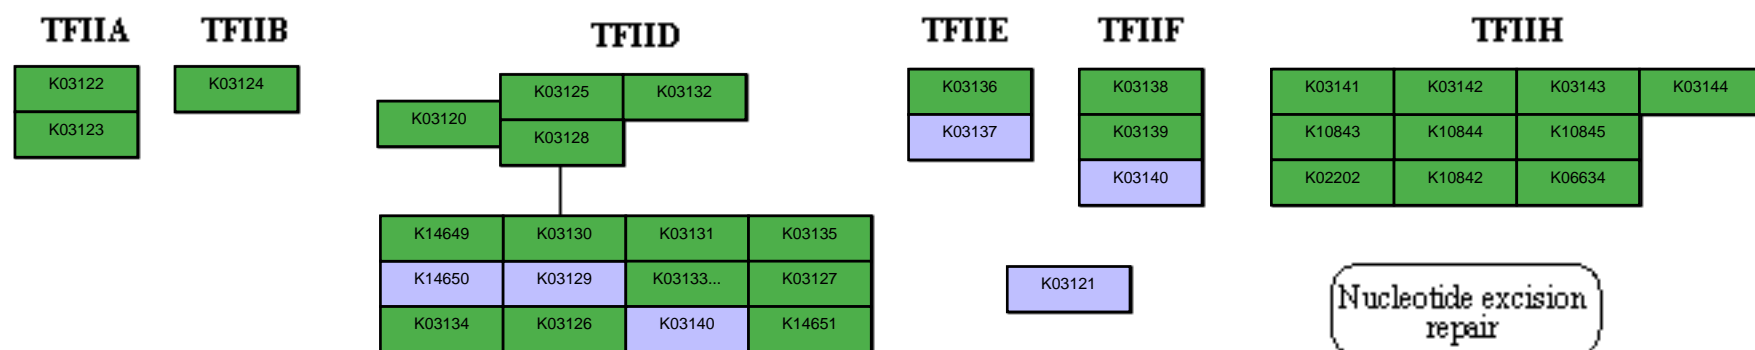 TFIIA TFIIB TFIID TFIIE TFIIF TFIIH
K03122 K03124 K03125 K03132 K03136 K03138 K03141 K03142 K03143 K03144
K03120
K03123 K03128 K03137 K03139 K10843 K10844 K10845
K03140 K02202 K10842 K06634
K14649 K03130 K03131 K03135
K14650 K03129 K03133... K03127 K03121
K03134 K03126 K03140 K14651
Nucleotide excision
repair